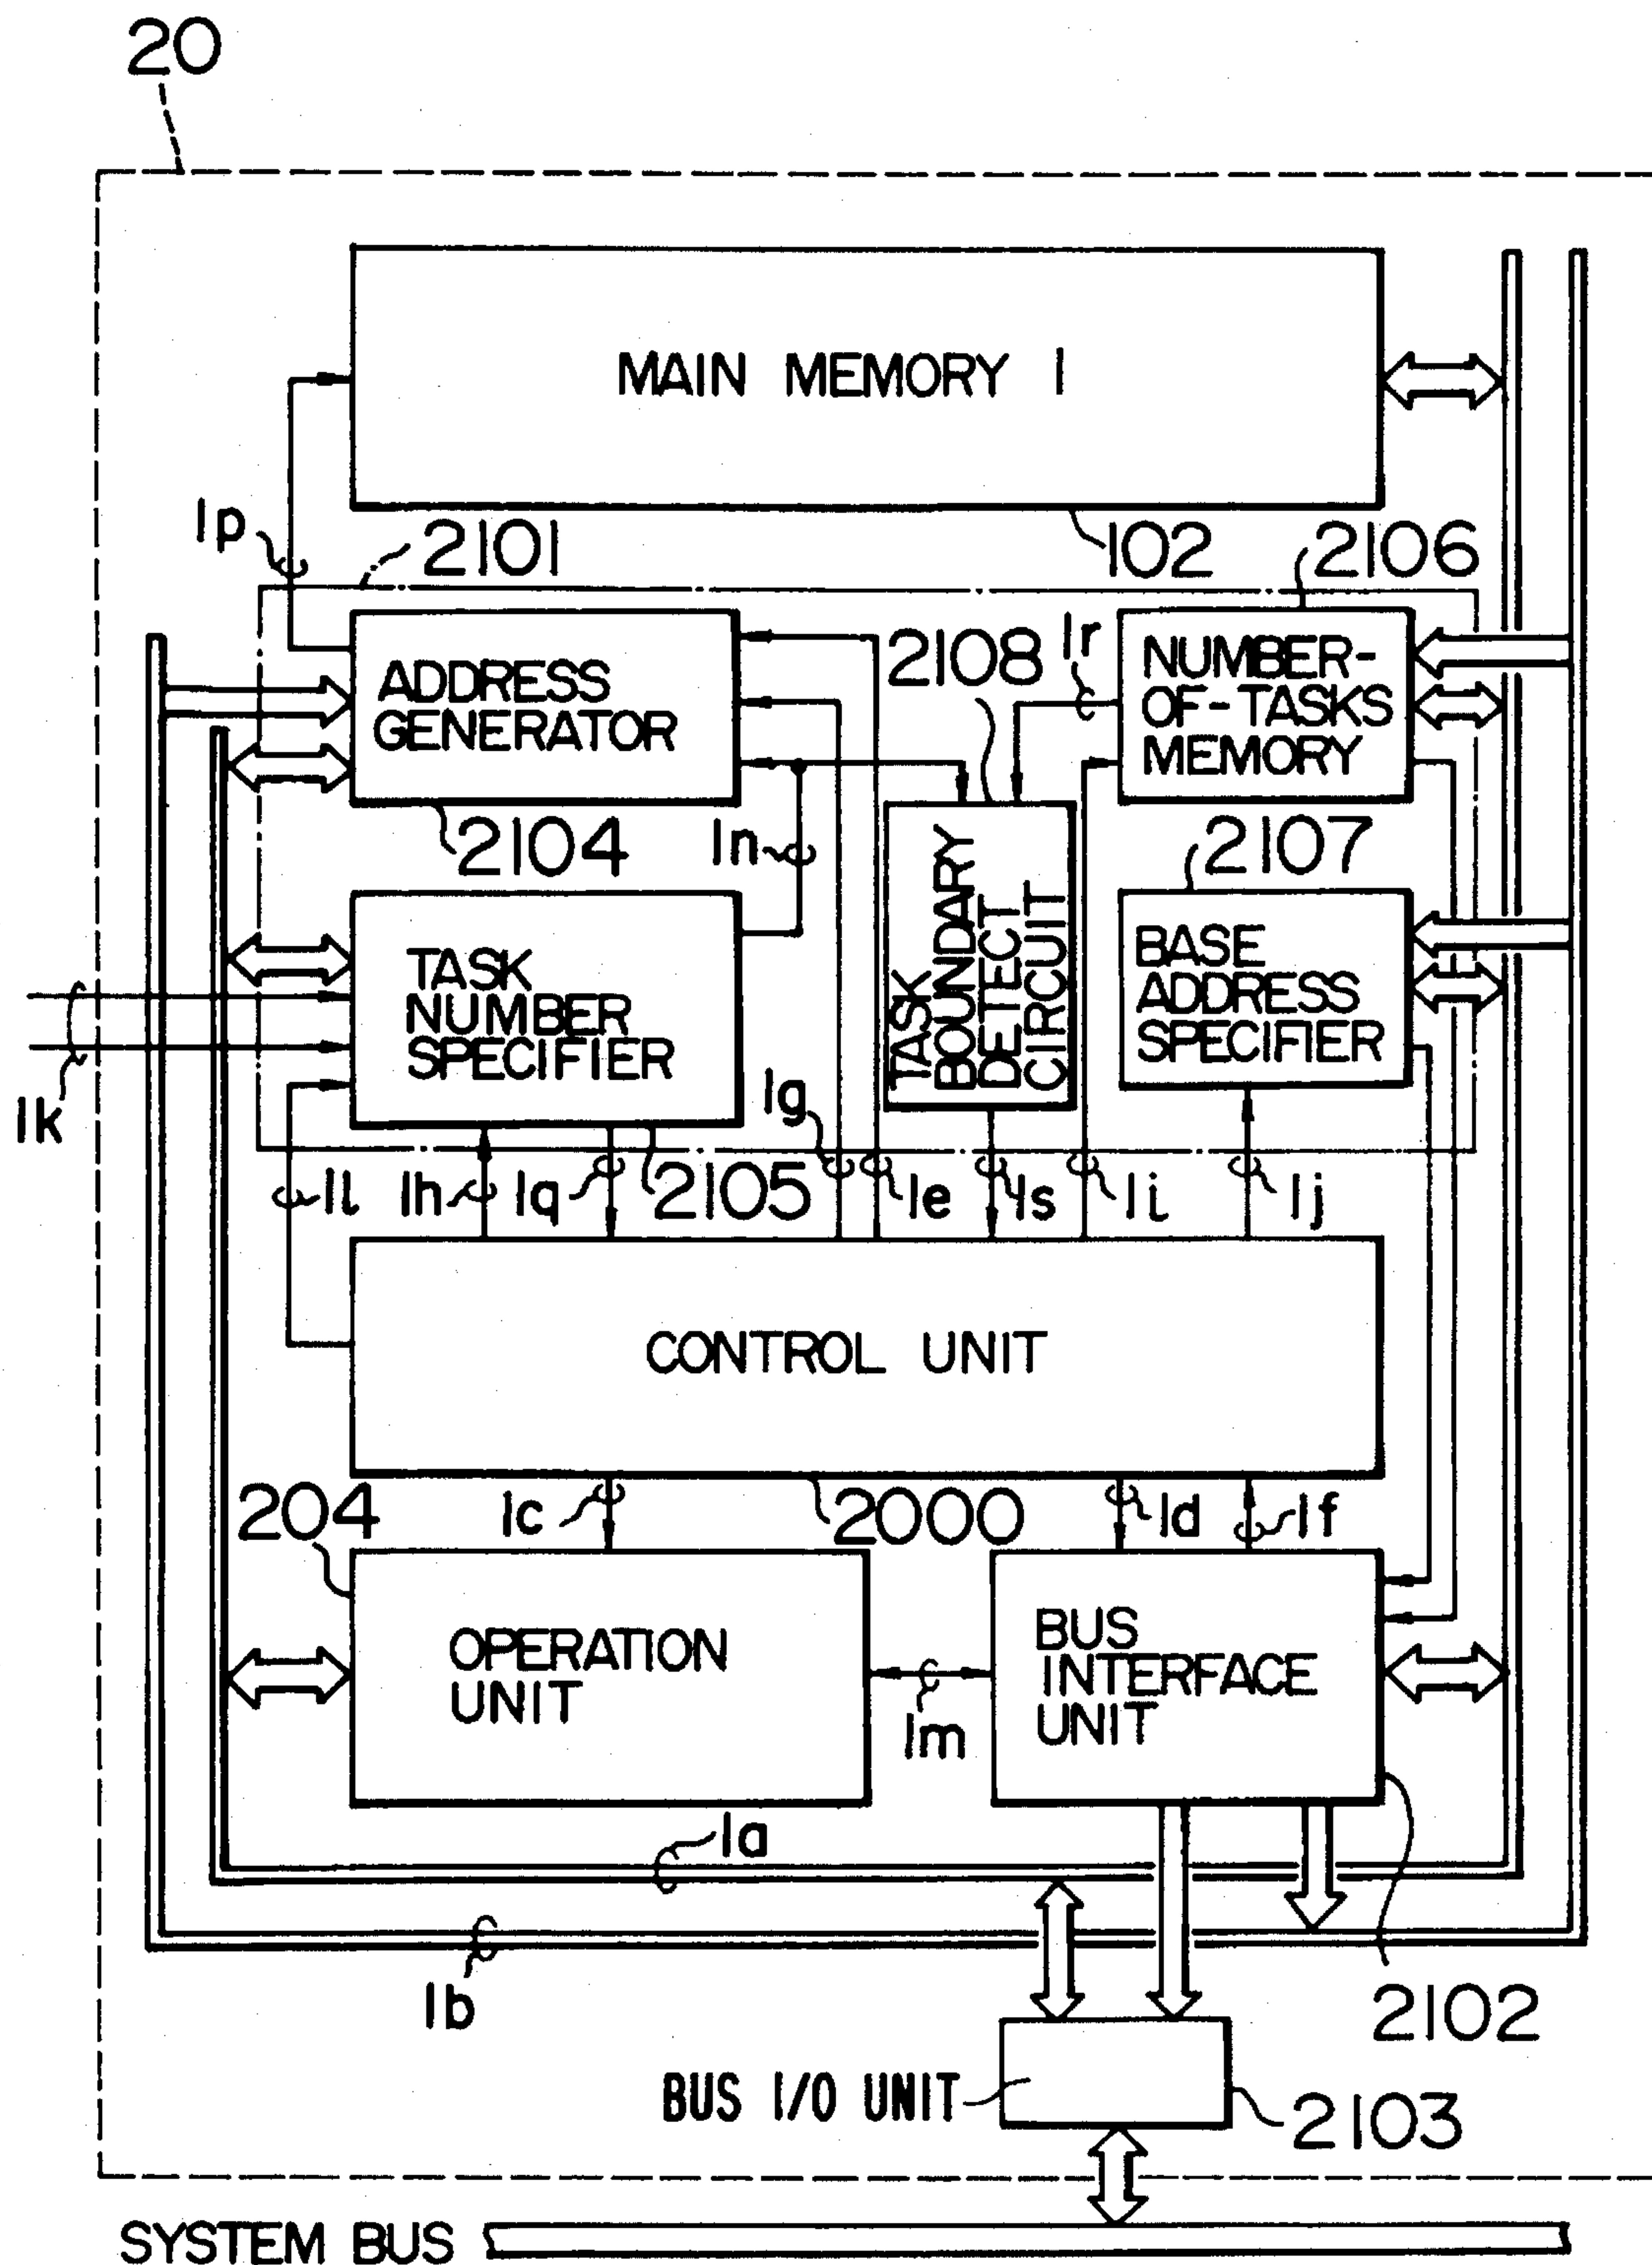 20
MAIN MEMORY 1
1p
2101
102
2106
ADDRESS
GENERATOR
2108
1r
NUMBER-
OF-TASKS
MEMORY
2104
1n
2107
TASK
NUMBER
SPECIFIER
TASK
BOUNDARY
DETECT
CIRCUIT
BASE
ADDRESS
SPECIFIER
1k
1g
1l
1h
1q
2105
1e
1s
1i
1j
CONTROL UNIT
204
1c
2000
1d
1f
OPERATION
UNIT
BUS
INTERFACE
UNIT
1m
1a
1b
2102
BUS I/O UNIT
2103
SYSTEM BUS